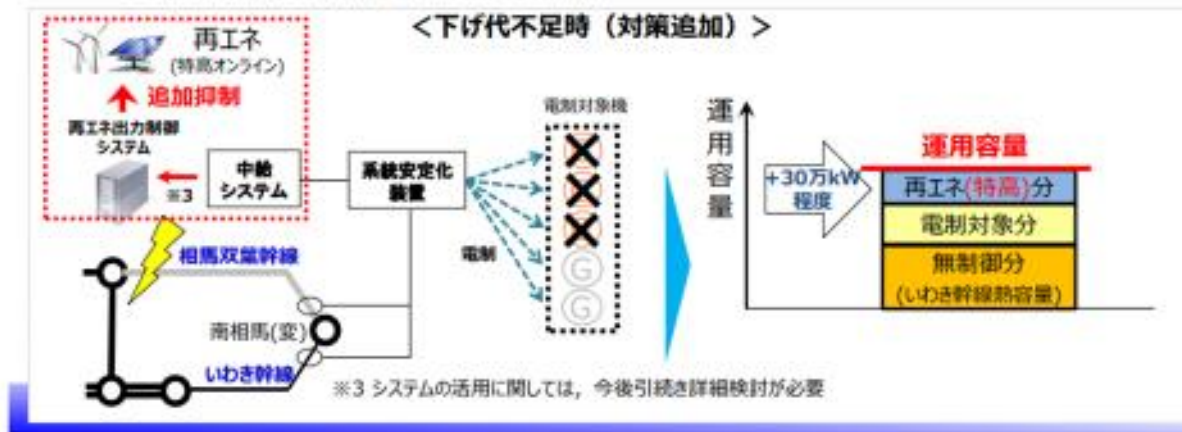 <下げ代不足時（対策追加）>
再エネ
(特高オンライン)
追加抑制
再エネ出力制御
システム
※3
中給
システム
系統安定化
装置
電制対象機
電制
G
G
相馬双葉幹線
南相馬(変)
いわき幹線
運用容量
運用容量
+30万kW
程度
再エネ(特高)分
電制対象分
無制御分
(いわき幹線熱容量)
※3 システムの活用に関しては，今後引続き詳細検討が必要